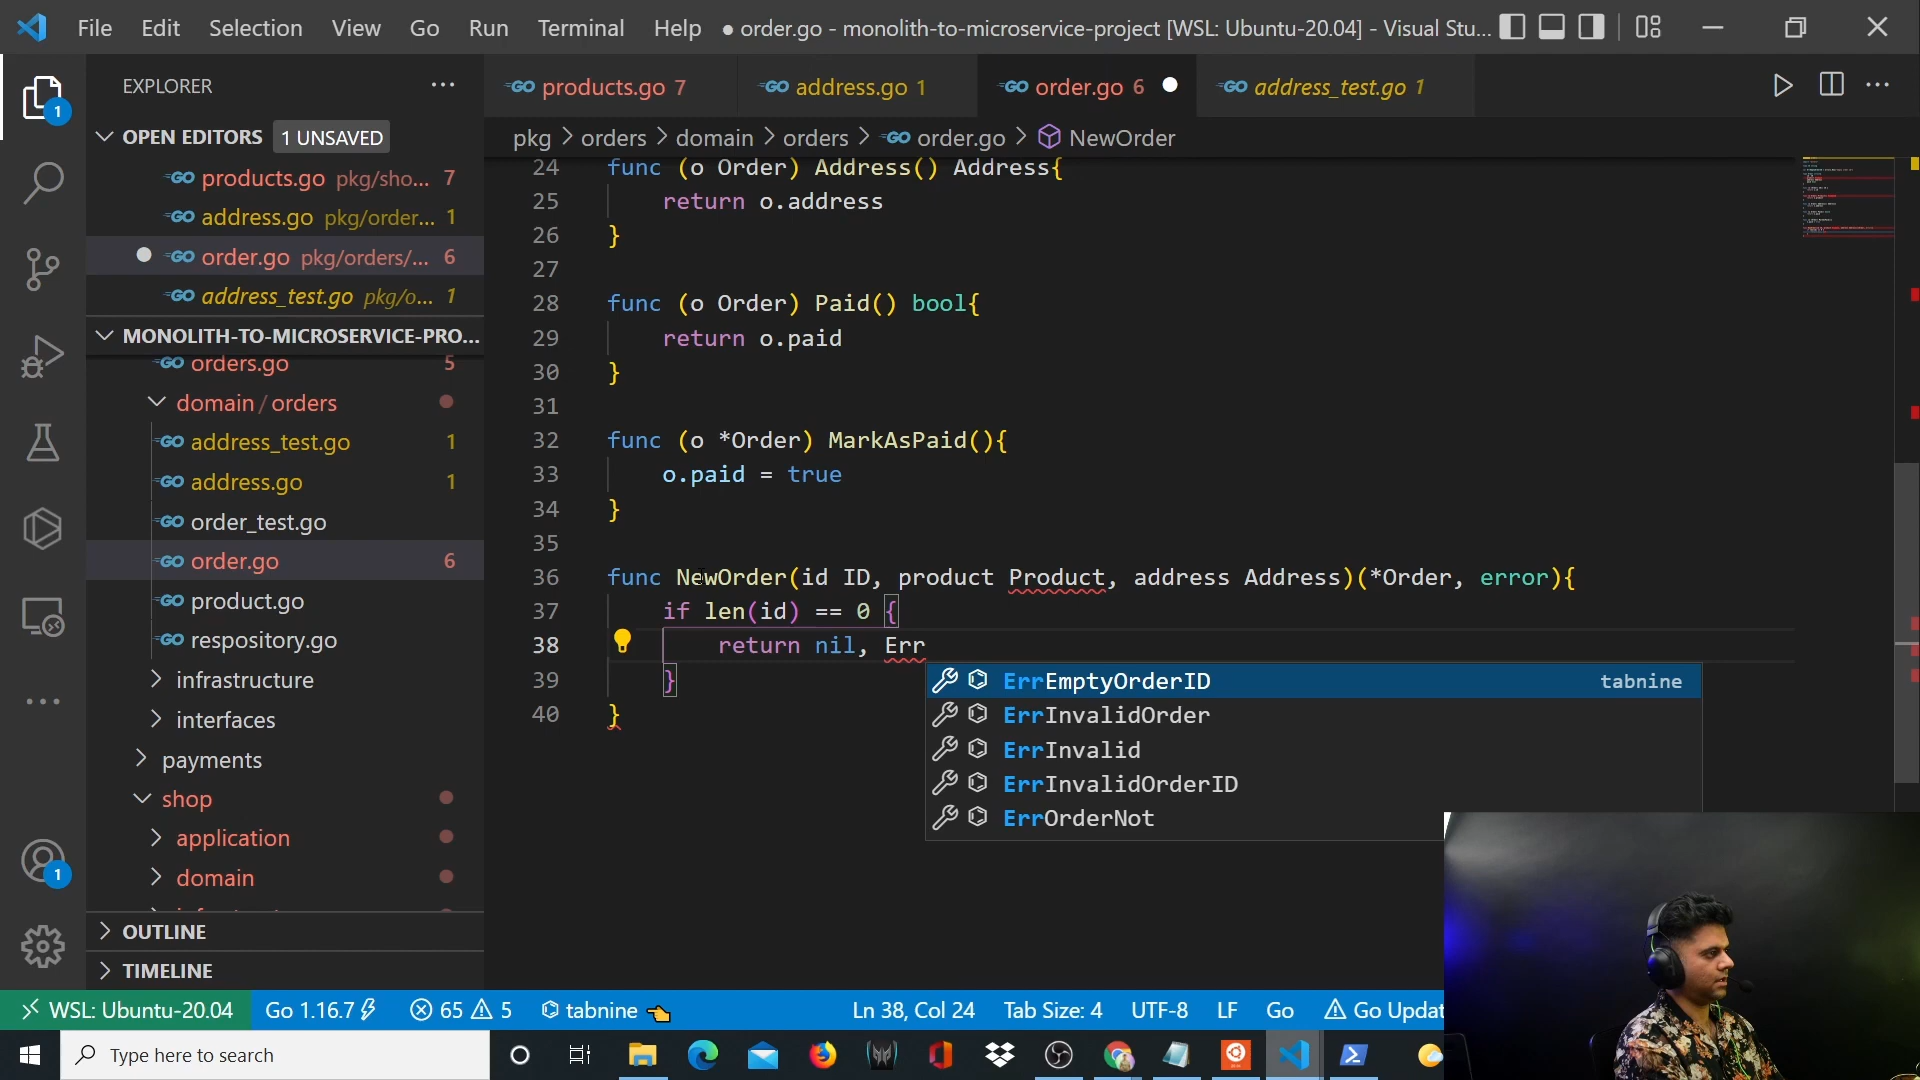 File Edit Selection View Go Run Terminal Help ● order.go - monolith-to-microservice-project [WSL: Ubuntu-20.04] - Visual Stu...
EXPLORER
OPEN EDITORS 1 UNSAVED
products.go pkg/sho... 7
address.go pkg/order... 1
order.go pkg/orders/... 6
address_test.go pkg/o... 1
MONOLITH-TO-MICROSERVICE-PRO...
orders.go 5
domain / orders
address_test.go 1
address.go 1
order_test.go
order.go 6
product.go
respository.go
infrastructure
interfaces
payments
shop
application
domain
OUTLINE
TIMELINE
1
1
products.go 7 address.go 1 order.go 6 address_test.go 1
pkg > orders > domain > orders > order.go > NewOrder
24 func (o Order) Address() Address{
25 return o.address
26 }
27
28 func (o Order) Paid() bool{
29 return o.paid
30 }
31
32 func (o *Order) MarkAsPaid(){
33 o.paid = true
34 }
35
36 func NewOrder(id ID, product Product, address Address)(*Order, error){
37 if len(id) == 0 {
38 return nil, Err
39 }
40 }
ErrEmptyOrderID tabnine
ErrInvalidOrder
ErrInvalid
ErrInvalidOrderID
ErrOrderNot
WSL: Ubuntu-20.04 Go 1.16.7 65 5 tabnine Ln 38, Col 24 Tab Size: 4 UTF-8 LF Go Go Updat
Type here to search